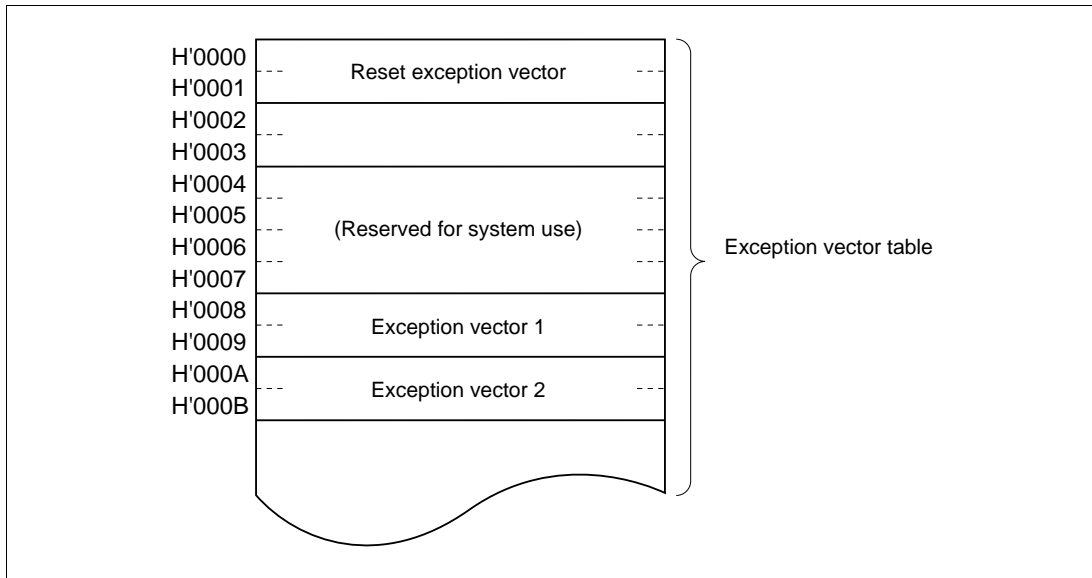 H'0000
Reset exception vector
H'0001
H'0002
H'0003
H'0004
H'0005
(Reserved for system use)
H'0006
H'0007
H'0008
Exception vector 1
H'0009
H'000A
Exception vector 2
H'000B
Exception vector table